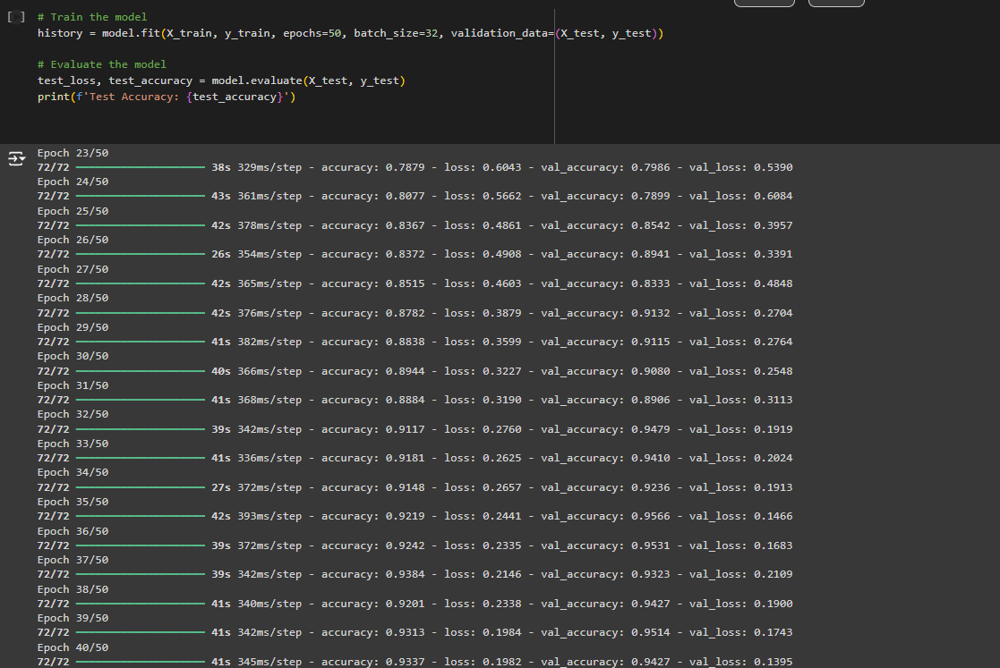 [ ] # Train the model
history = model.fit(X_train, y_train, epochs=50, batch_size=32, validation_data=(X_test, y_test))
# Evaluate the model
test_loss, test_accuracy = model.evaluate(X_test, y_test)
print(f'Test Accuracy: {test_accuracy}')
Epoch 23/50
72/72 38s 329ms/step - accuracy: 0.7879 - loss: 0.6043 - val_accuracy: 0.7986 - val_loss: 0.5390
Epoch 24/50
72/72 43s 361ms/step - accuracy: 0.8077 - loss: 0.5662 - val_accuracy: 0.7899 - val_loss: 0.6084
Epoch 25/50
72/72 42s 378ms/step - accuracy: 0.8367 - loss: 0.4861 - val_accuracy: 0.8542 - val_loss: 0.3957
Epoch 26/50
72/72 26s 354ms/step - accuracy: 0.8372 - loss: 0.4908 - val_accuracy: 0.8941 - val_loss: 0.3391
Epoch 27/50
72/72 42s 365ms/step - accuracy: 0.8515 - loss: 0.4603 - val_accuracy: 0.8333 - val_loss: 0.4848
Epoch 28/50
72/72 42s 376ms/step - accuracy: 0.8782 - loss: 0.3879 - val_accuracy: 0.9132 - val_loss: 0.2704
Epoch 29/50
72/72 41s 382ms/step - accuracy: 0.8838 - loss: 0.3599 - val_accuracy: 0.9115 - val_loss: 0.2764
Epoch 30/50
72/72 40s 366ms/step - accuracy: 0.8944 - loss: 0.3227 - val_accuracy: 0.9080 - val_loss: 0.2548
Epoch 31/50
72/72 41s 368ms/step - accuracy: 0.8884 - loss: 0.3190 - val_accuracy: 0.8906 - val_loss: 0.3113
Epoch 32/50
72/72 39s 342ms/step - accuracy: 0.9117 - loss: 0.2760 - val_accuracy: 0.9479 - val_loss: 0.1919
Epoch 33/50
72/72 41s 336ms/step - accuracy: 0.9181 - loss: 0.2625 - val_accuracy: 0.9410 - val_loss: 0.2024
Epoch 34/50
72/72 27s 372ms/step - accuracy: 0.9148 - loss: 0.2657 - val_accuracy: 0.9236 - val_loss: 0.1913
Epoch 35/50
72/72 42s 393ms/step - accuracy: 0.9219 - loss: 0.2441 - val_accuracy: 0.9566 - val_loss: 0.1466
Epoch 36/50
72/72 39s 372ms/step - accuracy: 0.9242 - loss: 0.2335 - val_accuracy: 0.9531 - val_loss: 0.1683
Epoch 37/50
72/72 39s 342ms/step - accuracy: 0.9384 - loss: 0.2146 - val_accuracy: 0.9323 - val_loss: 0.2109
Epoch 38/50
72/72 41s 340ms/step - accuracy: 0.9201 - loss: 0.2338 - val_accuracy: 0.9427 - val_loss: 0.1900
Epoch 39/50
72/72 41s 342ms/step - accuracy: 0.9313 - loss: 0.1984 - val_accuracy: 0.9514 - val_loss: 0.1743
Epoch 40/50
72/72 41s 345ms/step - accuracy: 0.9337 - loss: 0.1982 - val_accuracy: 0.9427 - val_loss: 0.1395